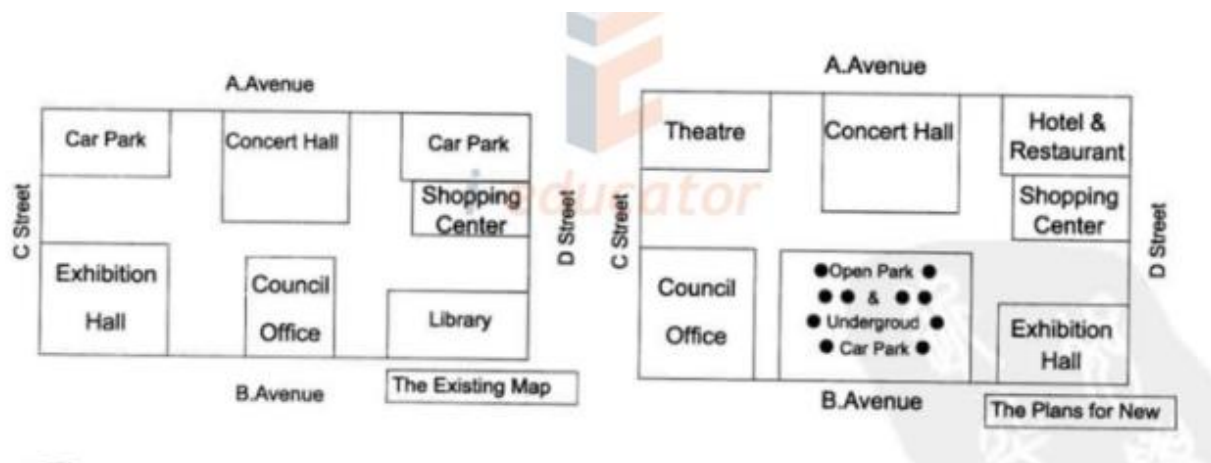 A.Avenue
Car Park
Concert Hall
Car Park
Shopping
Center
C Street
D Street
Exhibition
Hall
Council
Office
Library
B.Avenue
The Existing Map
educator
A.Avenue
Theatre
Concert Hall
Hotel &
Restaurant
Shopping
Center
C Street
D Street
Council
Office
Open Park
&
Undergroud
Car Park
Exhibition
Hall
B.Avenue
The Plans for New